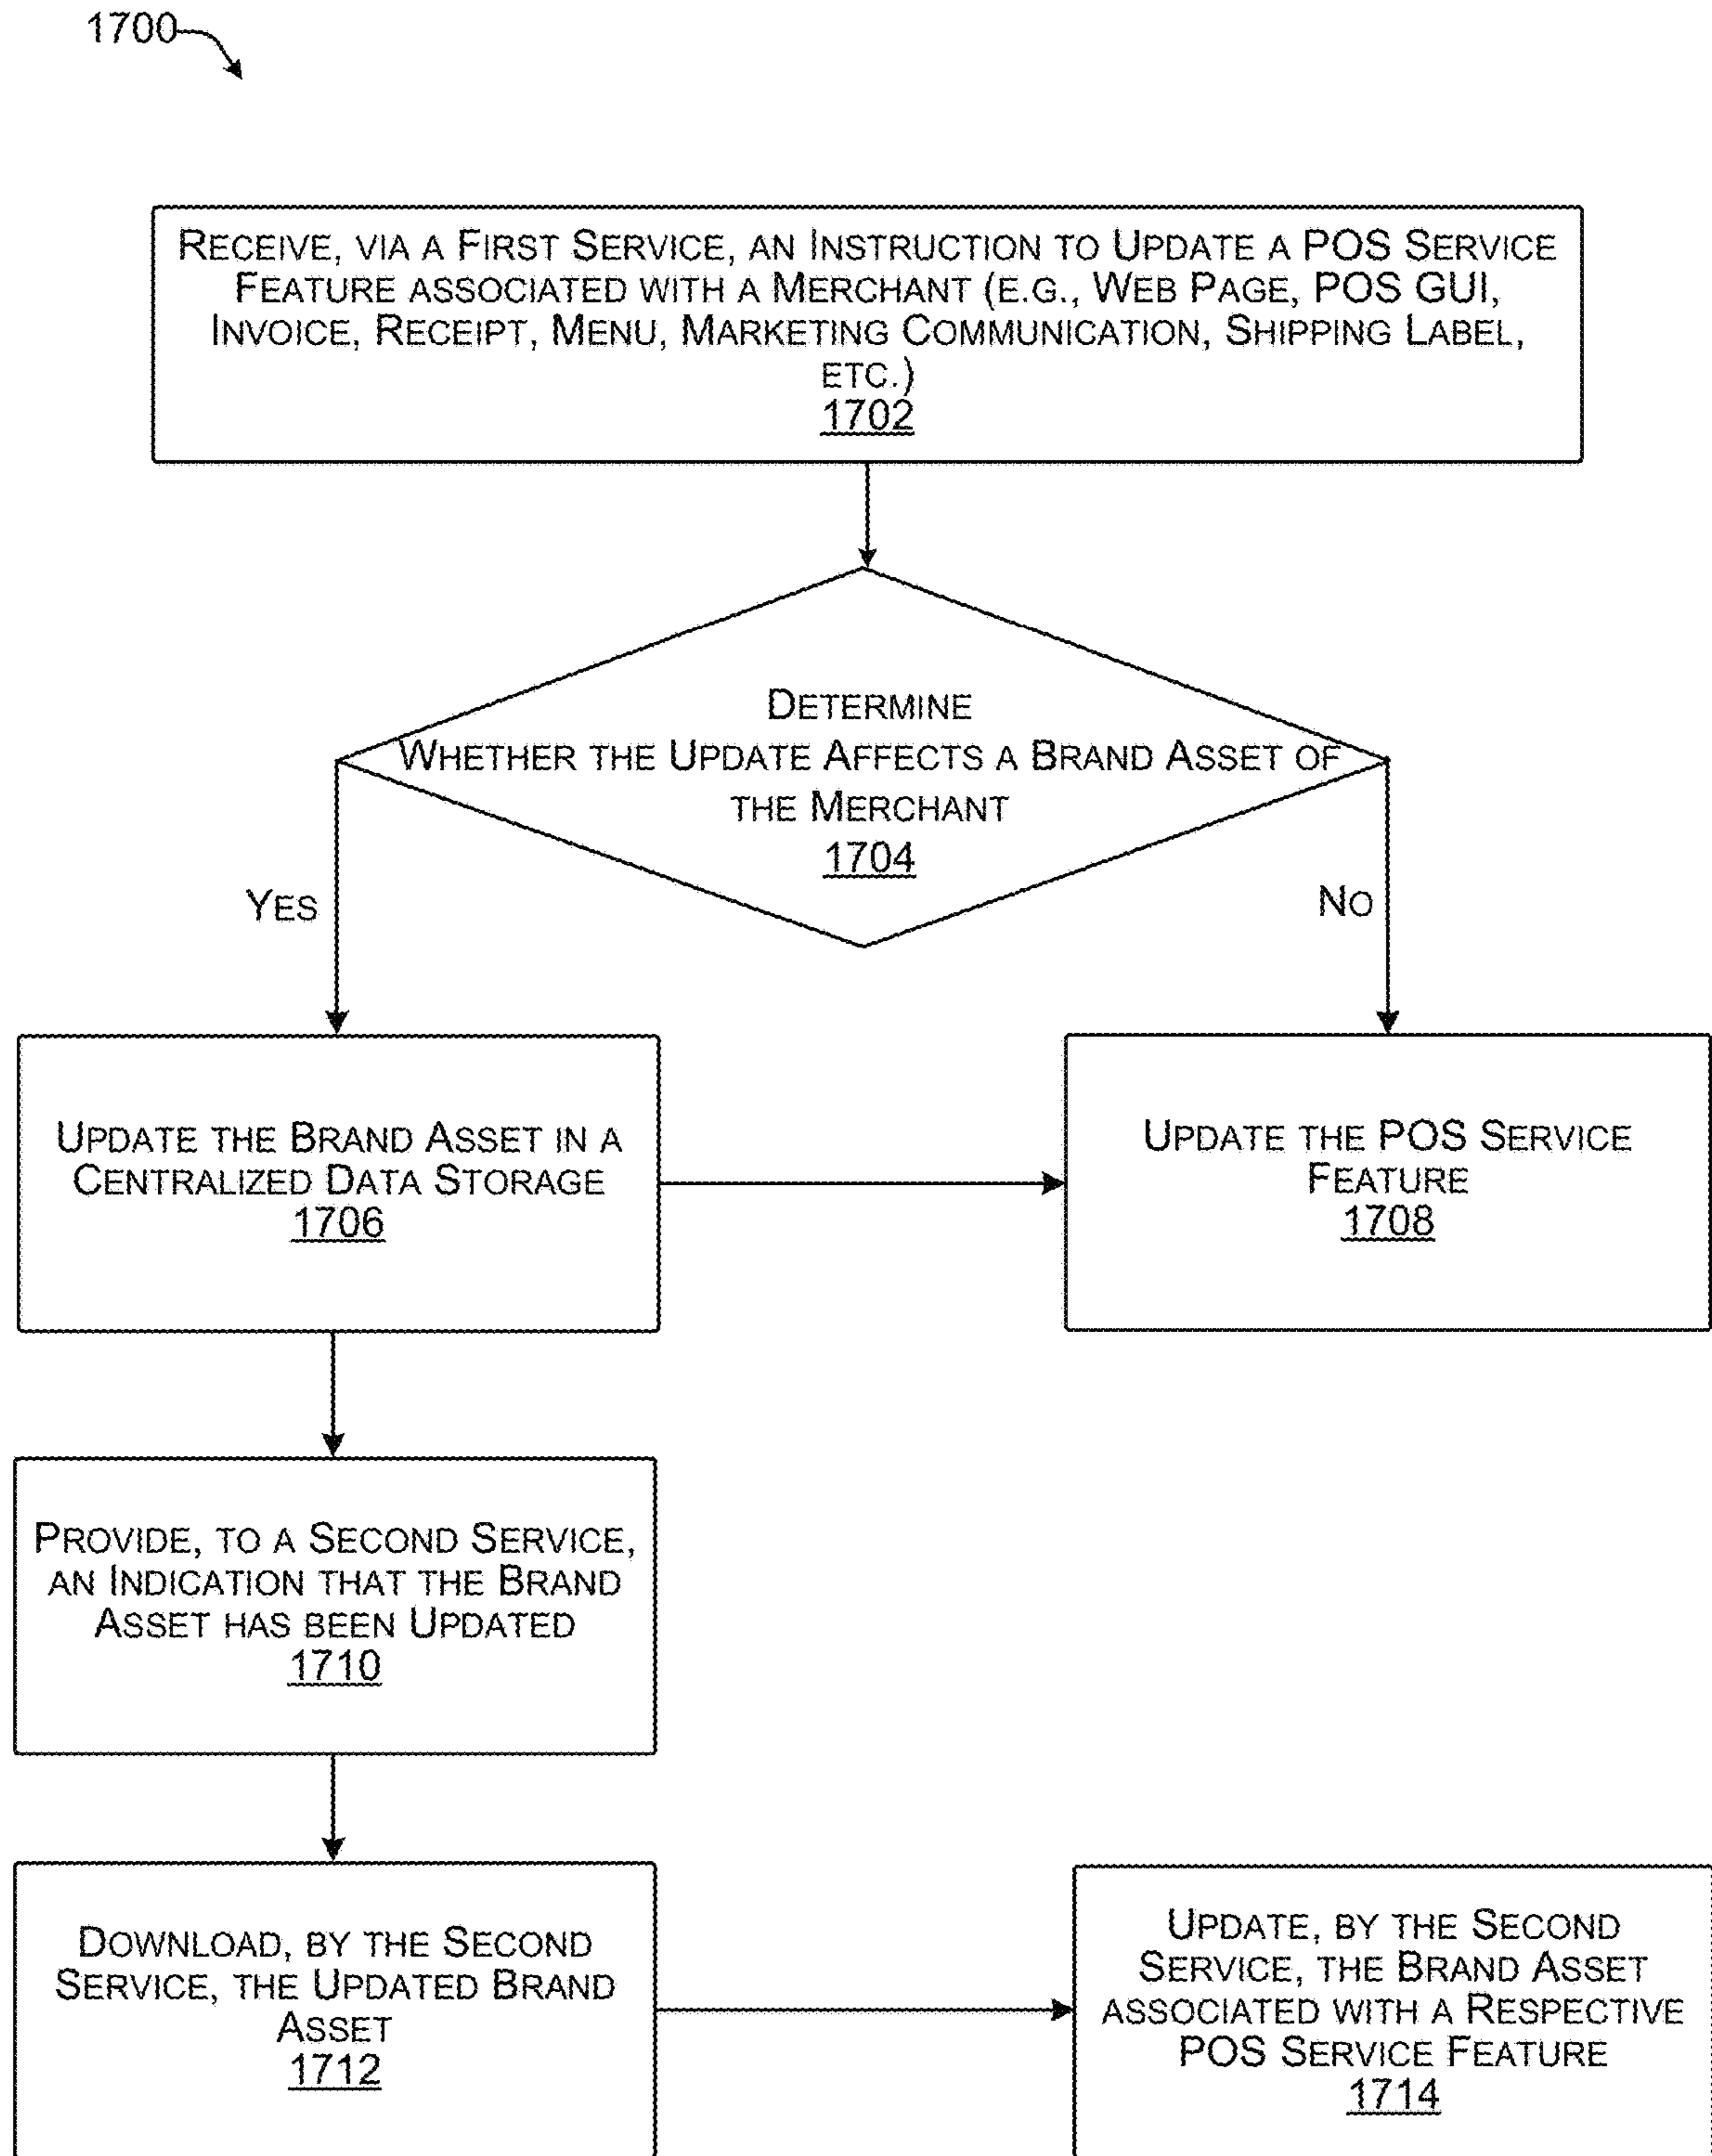 1700
RECEIVE, VIA A FIRST SERVICE, AN INSTRUCTION TO UPDATE A POS SERVICE
FEATURE ASSOCIATED WITH A MERCHANT (E.G., WEB PAGE, POS GUI,
INVOICE, RECEIPT, MENU, MARKETING COMMUNICATION, SHIPPING LABEL,
ETC.)
1702
DETERMINE
WHETHER THE UPDATE AFFECTS A BRAND ASSET OF
THE MERCHANT
1704
YES
NO
UPDATE THE BRAND ASSET IN A
CENTRALIZED DATA STORAGE
1706
UPDATE THE POS SERVICE
FEATURE
1708
PROVIDE, TO A SECOND SERVICE,
AN INDICATION THAT THE BRAND
ASSET HAS BEEN UPDATED
1710
DOWNLOAD, BY THE SECOND
SERVICE, THE UPDATED BRAND
ASSET
1712
UPDATE, BY THE SECOND
SERVICE, THE BRAND ASSET
ASSOCIATED WITH A RESPECTIVE
POS SERVICE FEATURE
1714